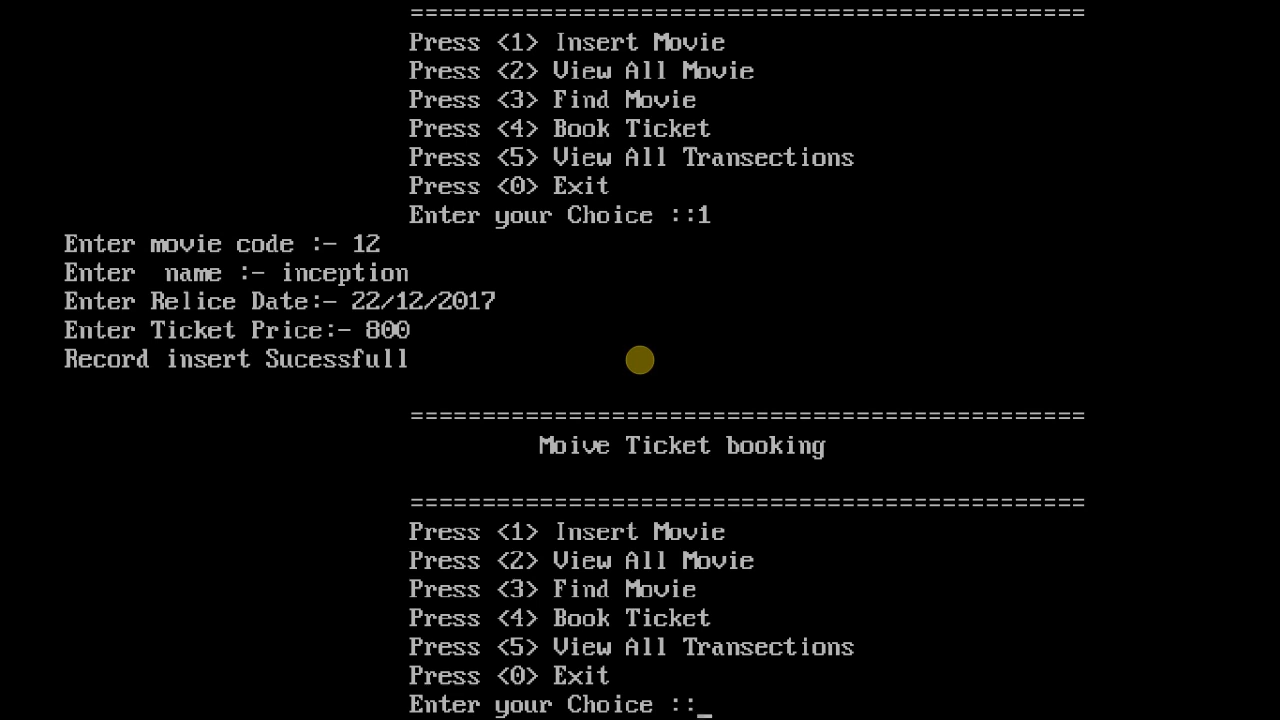 ===============================================
Press <1> Insert Movie
Press <2> View All Movie
Press <3> Find Movie
Press <4> Book Ticket
Press <5> View All Transections
Press <0> Exit
Enter your Choice ::1
Enter movie code :- 12
Enter  name :- inception
Enter Relice Date:- 22/12/2017
Enter Ticket Price:- 800
Record insert Sucessfull
===============================================
Moive Ticket booking
===============================================
Press <1> Insert Movie
Press <2> View All Movie
Press <3> Find Movie
Press <4> Book Ticket
Press <5> View All Transections
Press <0> Exit
Enter your Choice ::_